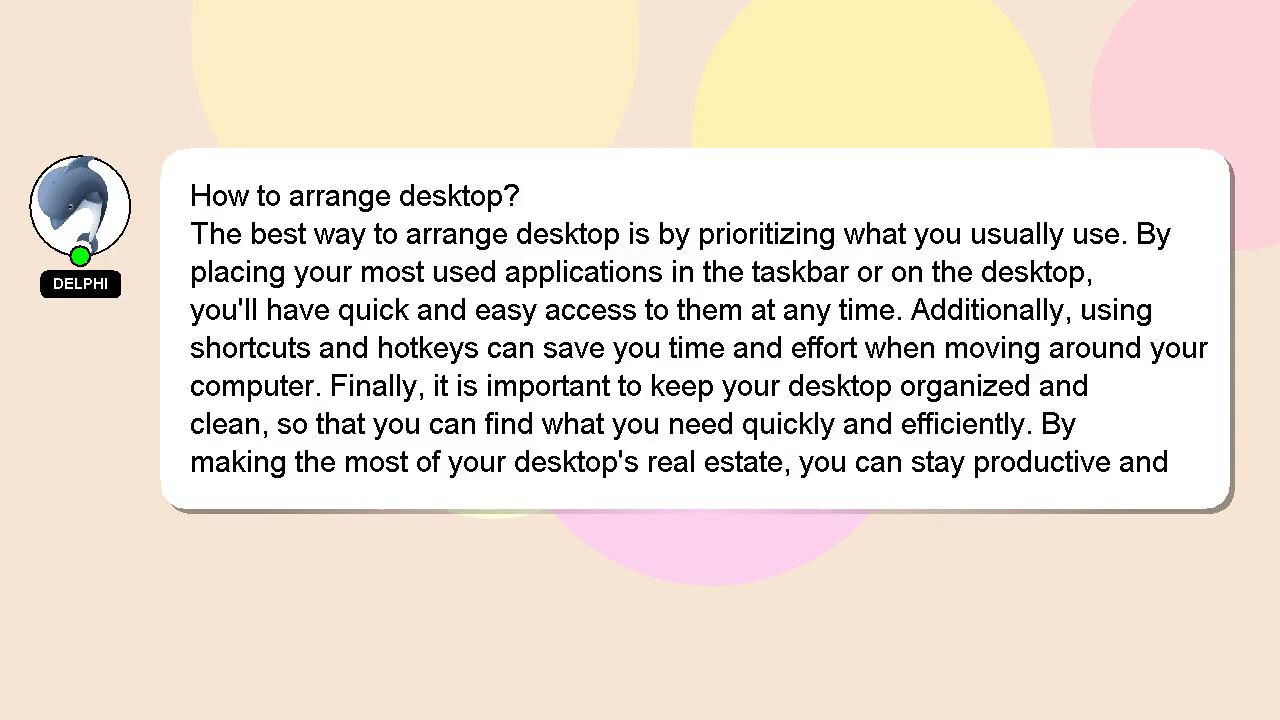 DELPHI
How to arrange desktop?
The best way to arrange desktop is by prioritizing what you usually use. By
placing your most used applications in the taskbar or on the desktop,
you'll have quick and easy access to them at any time. Additionally, using
shortcuts and hotkeys can save you time and effort when moving around your
computer. Finally, it is important to keep your desktop organized and
clean, so that you can find what you need quickly and efficiently. By
making the most of your desktop's real estate, you can stay productive and